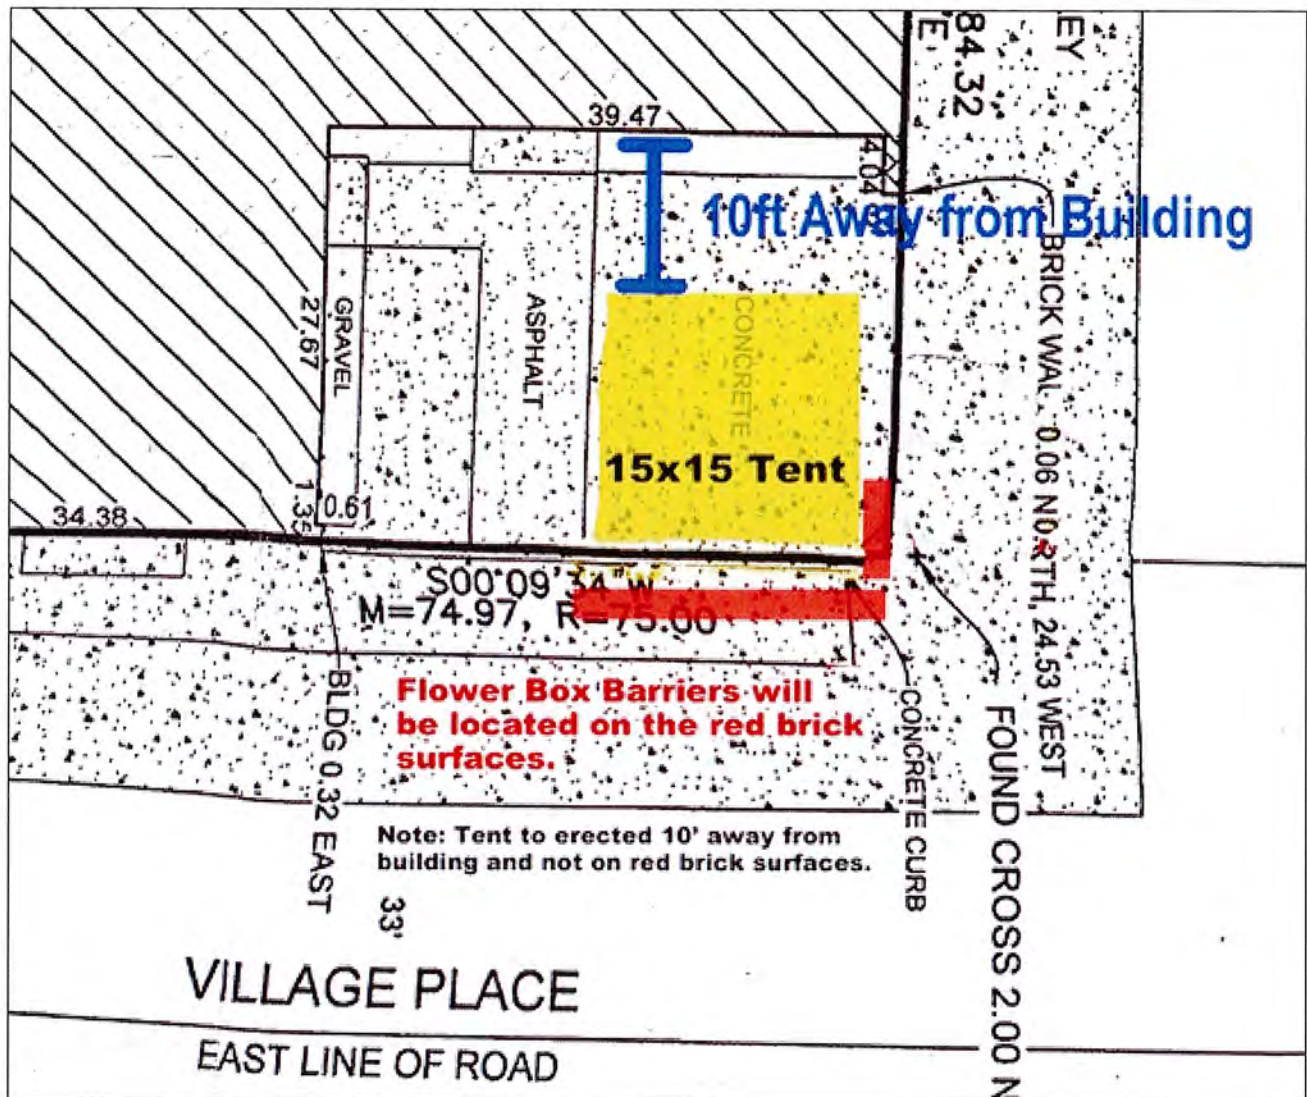 39.47
EY
84.32
'E
4.04
10ft Away from Building
BRICK WAL . 0.06 NORTH, 24.53 WEST
27.67
GRAVEL
ASPHALT
CONCRETE
15x15 Tent
34.38
1.35
0.61
S00°09'34"W
M=74.97, R=75.00
Flower Box Barriers will
be located on the red brick
surfaces.
BLDG 0.32 EAST
CONCRETE CURB
FOUND CROSS 2.00 N
Note: Tent to erected 10' away from
building and not on red brick surfaces.
33'
VILLAGE PLACE
EAST LINE OF ROAD